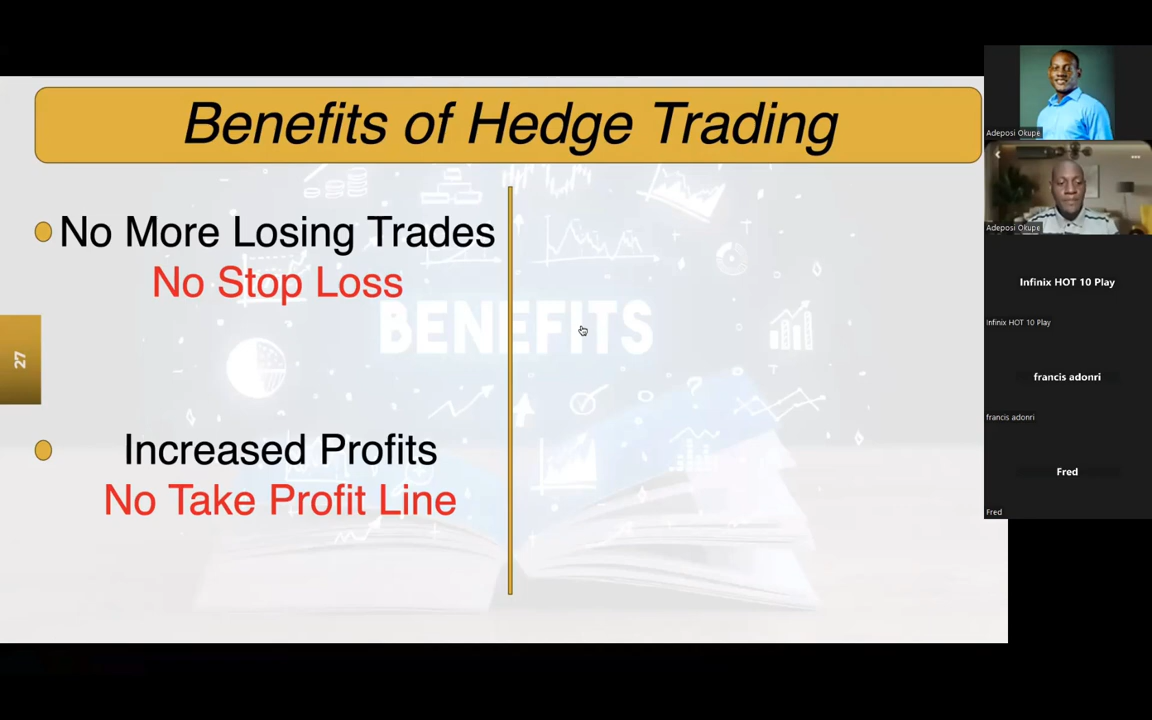 Benefits of Hedge Trading
No More Losing Trades
No Stop Loss
BENEFITS
27
Increased Profits
No Take Profit Line
Adeposi Okupe
Adeposi Okupe
Infinix HOT 10 Play
Infinix HOT 10 Play
francis adonri
francis adonri
Fred
Fred